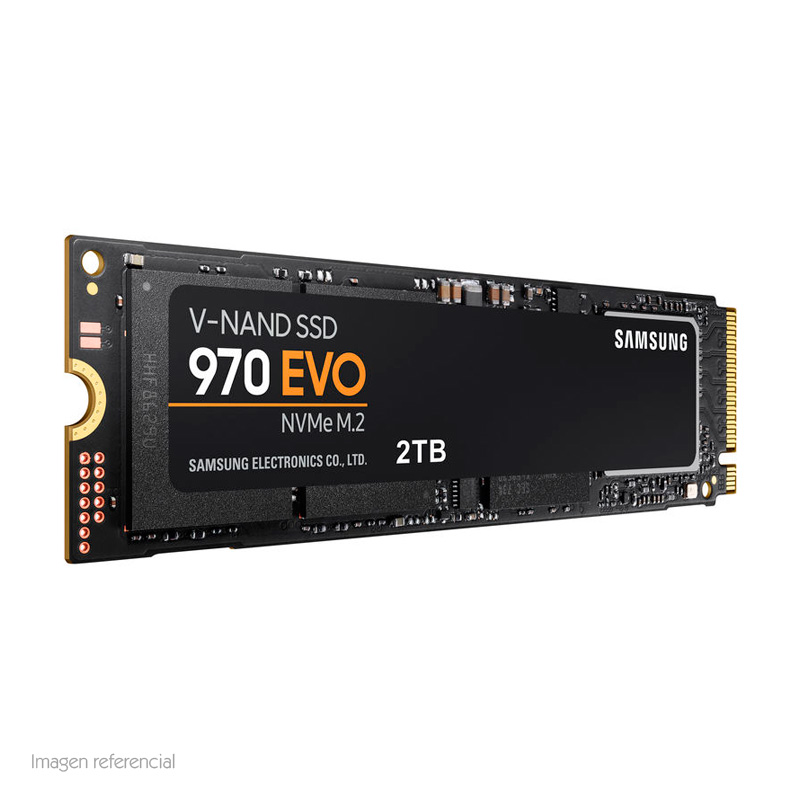 V-NAND SSD
970 EVO
NVMe M.2
SAMSUNG ELECTRONICS CO., LTD.
2TB
SAMSUNG
Imagen referencial